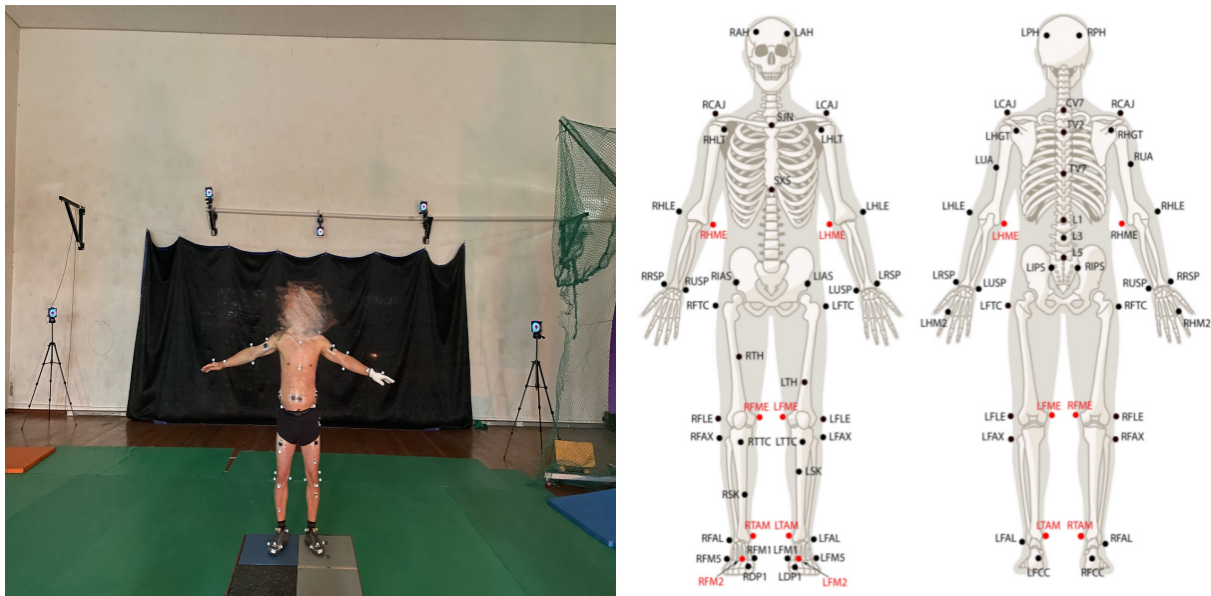 RAH LAH
RCAJ LCAJ
SJN
RHLT LHLT
SXS
RHLE LHLE
RHME LHME
RIAS LIAS
RRSP LRSP
RUSP LUSP
RFTC LFTC
RTH
LTH
RFME LFME
RFLE LFLE
RFAX LFAX
RTTC LTTC
LSK
RSK
RTAM LTAM
RFAL LFAL
RFM1 LFM1
RFM5 LFM5
RDP1 LDP1
RFM2 LFM2
LPH RPH
LCAJ CV7 RCAJ
TV2
LHGT RHGT
LUA RUA
TV7
LHLE RHLE
L1
LHME RHME
L3
L5
LIPS RIPS
LRSP RRSP
LUSP RUSP
LFTC RFTC
LHM2 RHM2
LFME RFME
LFLE RFLE
LFAX RFAX
LTAM RTAM
LFAL RFAL
LFCC RFCC